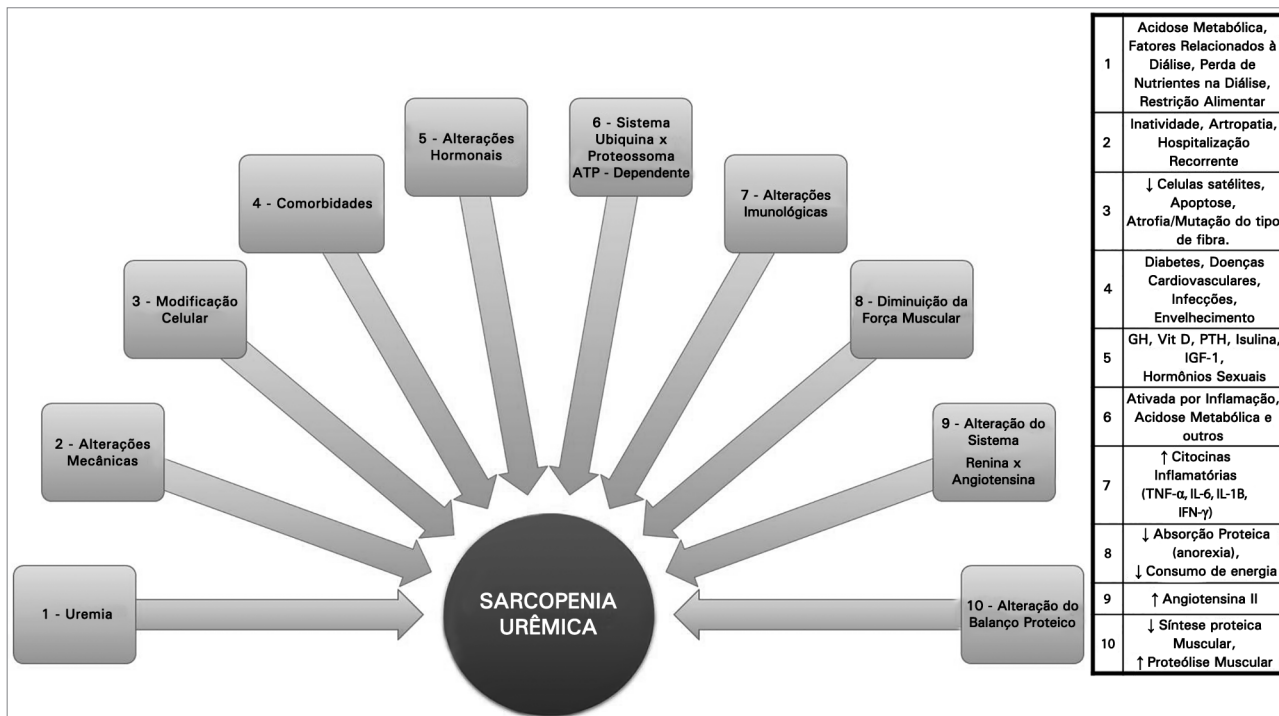 1 - Uremia
2 - Alterações
Mecânicas
3 - Modificação
Celular
4 - Comorbidades
5 - Alterações
Hormonais
6 - Sistema
Ubiquina x
Proteossoma
ATP - Dependente
7 - Alterações
Imunológicas
8 - Diminuição da
Força Muscular
9 - Alteração do
Sistema
Renina x
Angiotensina
10 - Alteração do
Balanço Proteico
SARCOPENIA
URÊMICA
1
Acidose Metabólica,
Fatores Relacionados à
Diálise, Perda de
Nutrientes na Diálise,
Restrição Alimentar
2
Inatividade, Artropatia,
Hospitalização
Recorrente
3
↓ Celulas satélites,
Apoptose,
Atrofia/Mutação do tipo
de fibra.
4
Diabetes, Doenças
Cardiovasculares,
Infecções,
Envelhecimento
5
GH, Vit D, PTH, Isulina,
IGF-1,
Hormônios Sexuais
6
Ativada por Inflamação,
Acidose Metabólica e
outros
7
↑ Citocinas
Inflamatórias
(TNF-α, IL-6, IL-1B,
IFN-γ)
8
↓ Absorção Proteica
(anorexia),
↓ Consumo de energia
9
↑ Angiotensina II
10
↓ Síntese proteica
Muscular,
↑ Proteólise Muscular